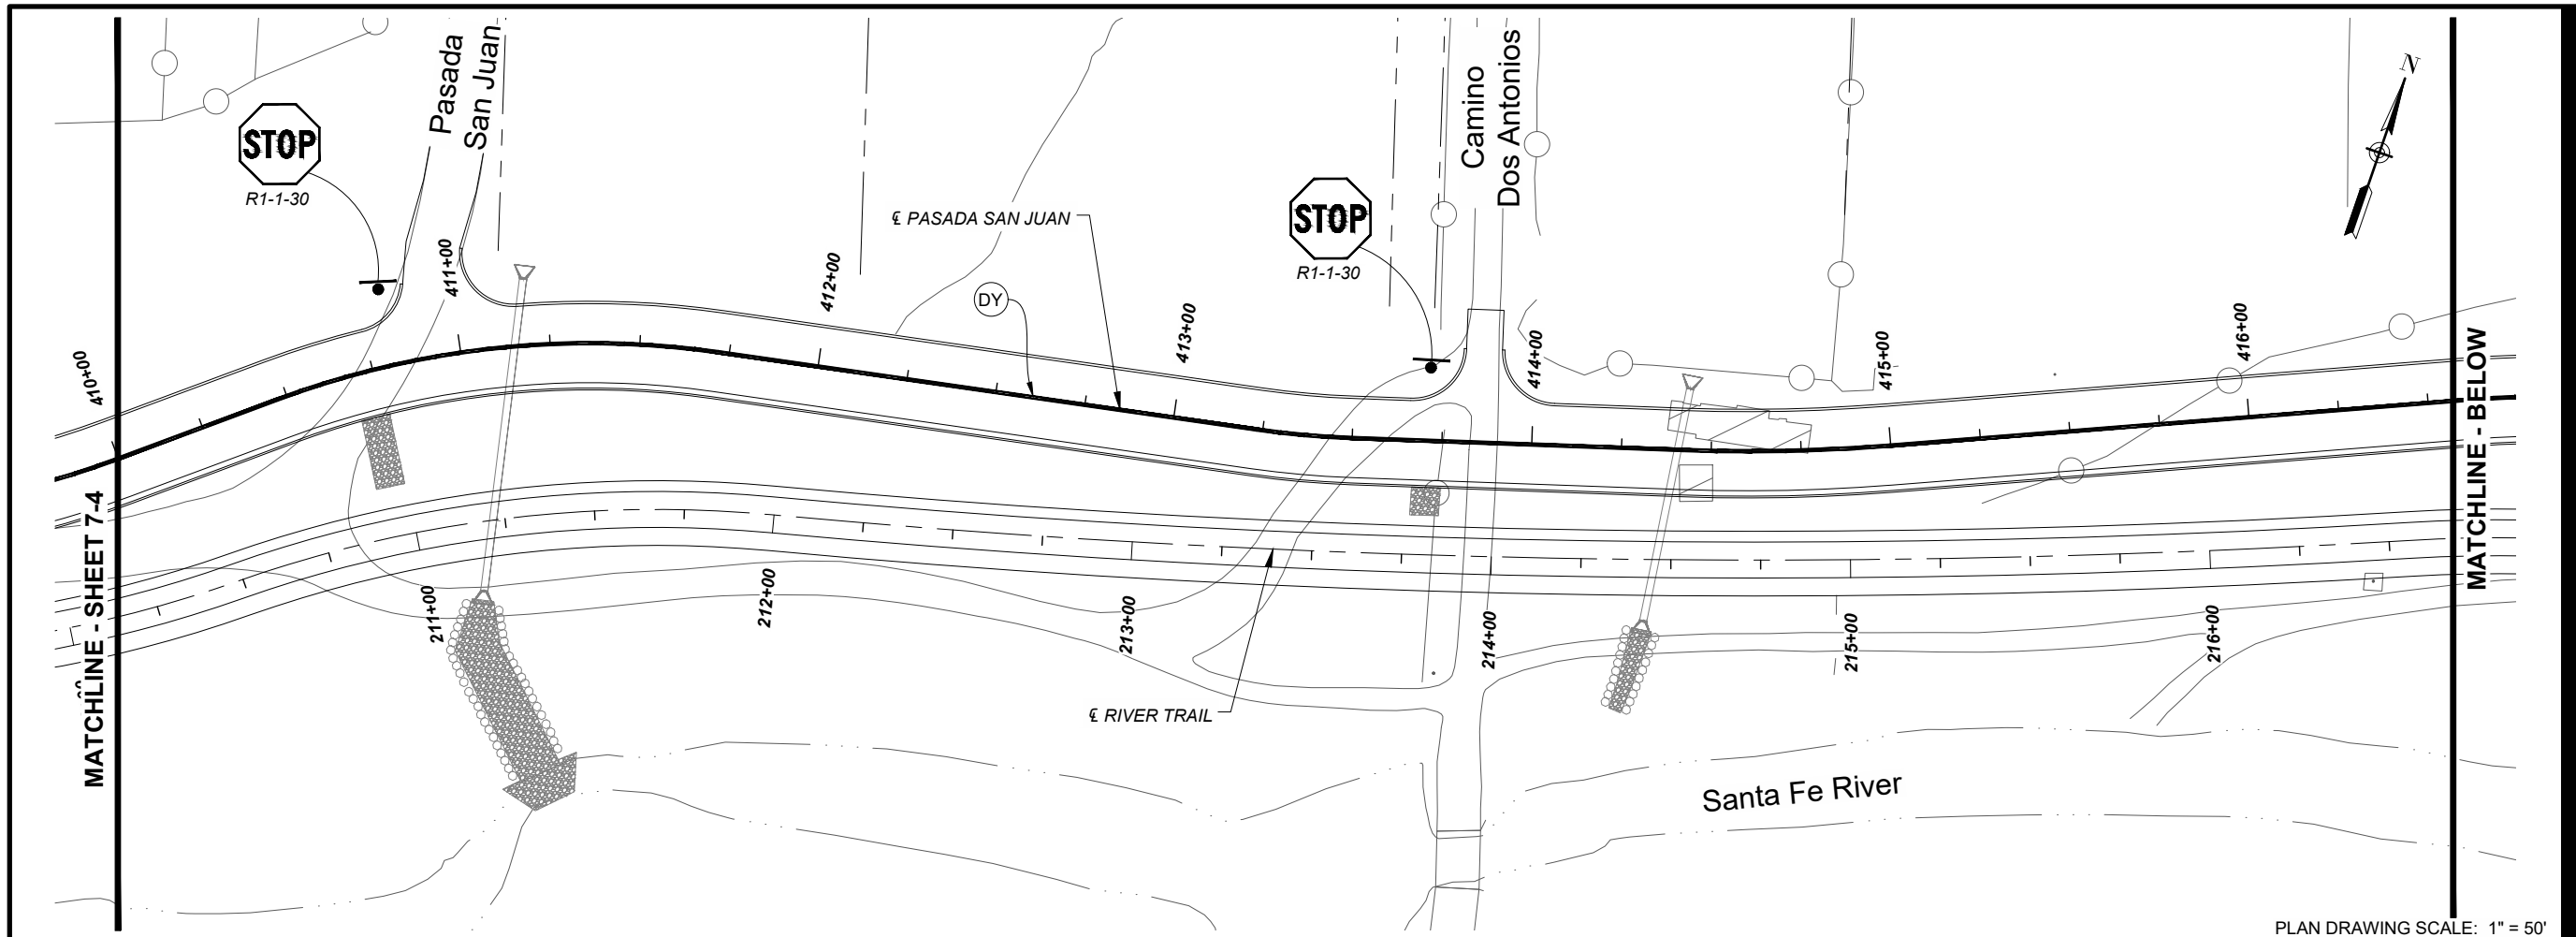 Pasada
San Juan
Camino
Dos Antonios
N
STOP
R1-1-30
STOP
R1-1-30
℄ PASADA SAN JUAN
DY
410+00
411+00
412+00
413+00
414+00
415+00
416+00
MATCHLINE - SHEET 7-4
MATCHLINE - BELOW
211+00
212+00
213+00
214+00
215+00
216+00
℄ RIVER TRAIL
Santa Fe River
PLAN DRAWING SCALE: 1" = 50'